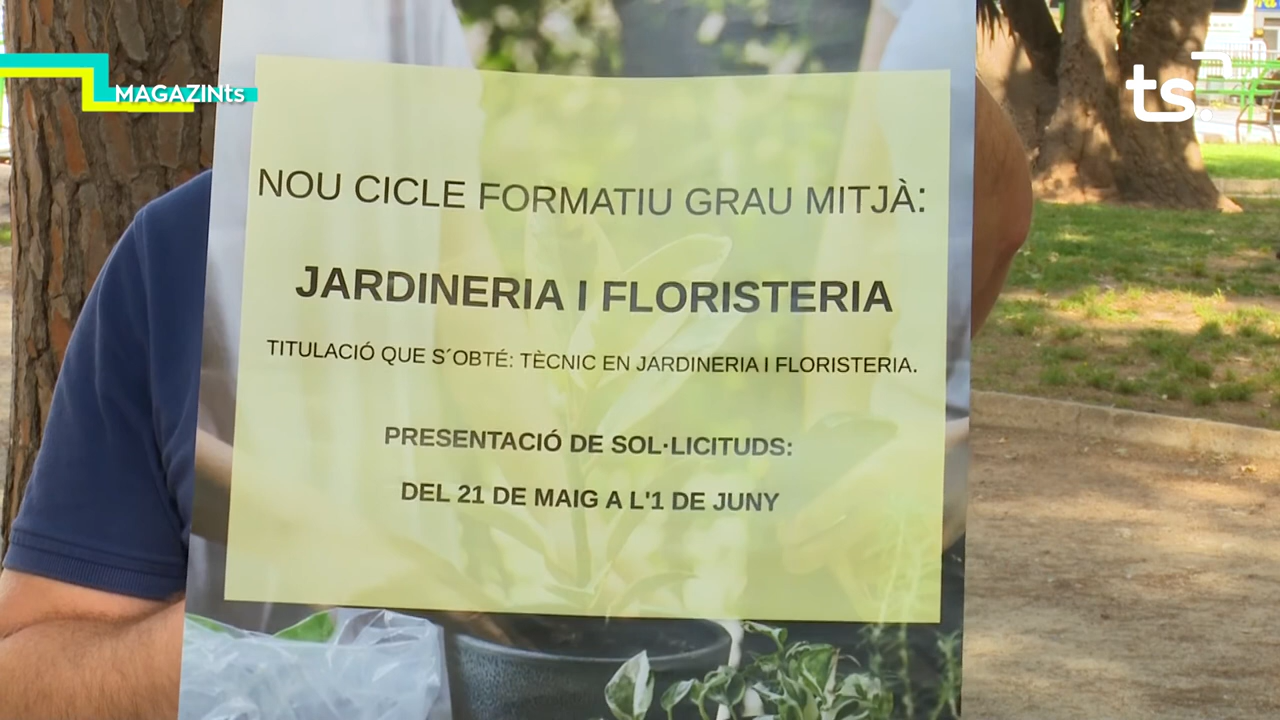 MAGAZINts
ts
NOU CICLE FORMATIU GRAU MITJÀ:
JARDINERIA I FLORISTERIA
TITULACIÓ QUE S´OBTÉ: TÈCNIC EN JARDINERIA I FLORISTERIA.
PRESENTACIÓ DE SOL·LICITUDS:
DEL 21 DE MAIG A L'1 DE JUNY